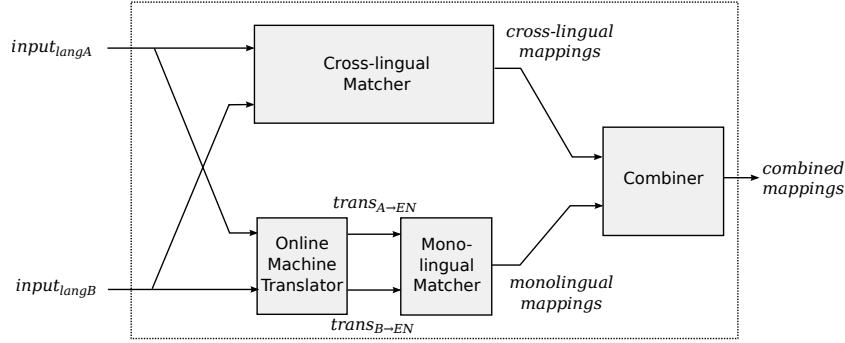 input_langA
Cross-lingual
Matcher
cross-lingual
mappings
Combiner
combined
mappings
trans_A→EN
Online
Machine
Translator
Mono-
lingual
Matcher
input_langB
monolingual
mappings
trans_B→EN